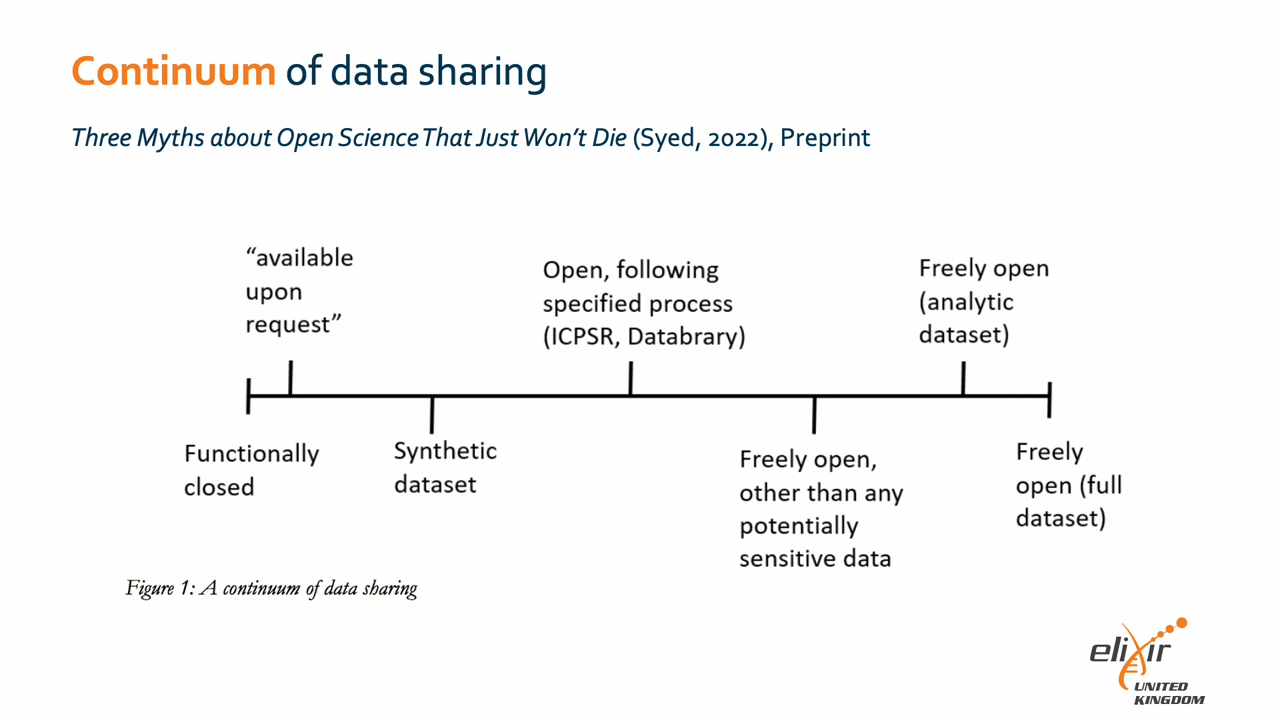 Continuum of data sharing
Three Myths about Open Science That Just Won’t Die (Syed, 2022), Preprint
“available
upon
request”
Open, following
specified process
(ICPSR, Databrary)
Freely open
(analytic
dataset)
Functionally
closed
Synthetic
dataset
Freely open,
other than any
potentially
sensitive data
Freely
open (full
dataset)
Figure 1: A continuum of data sharing
elixir
UNITED
KINGDOM